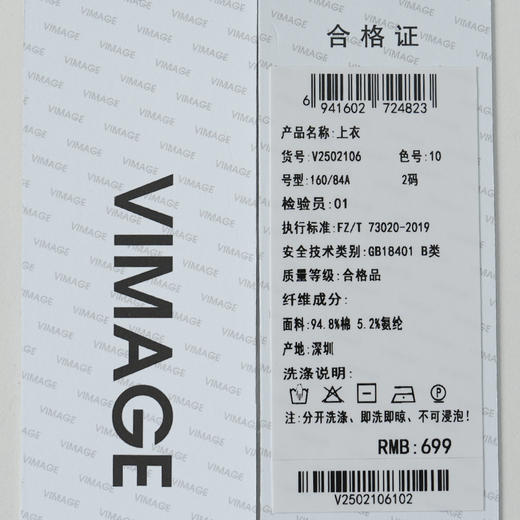 VIMAGE
合格证
6 941602 724823
产品名称:上衣
货号:V2502106 色号:10
号型:160/84A 2码
检验员:01
执行标准:FZ/T 73020-2019
安全技术类别:GB18401 B类
质量等级:合格品
纤维成分:
面料:94.8%棉 5.2%氨纶
产地:深圳
洗涤说明:
注:分开洗涤、即洗即晾、不可浸泡!
RMB:699
V2502106102